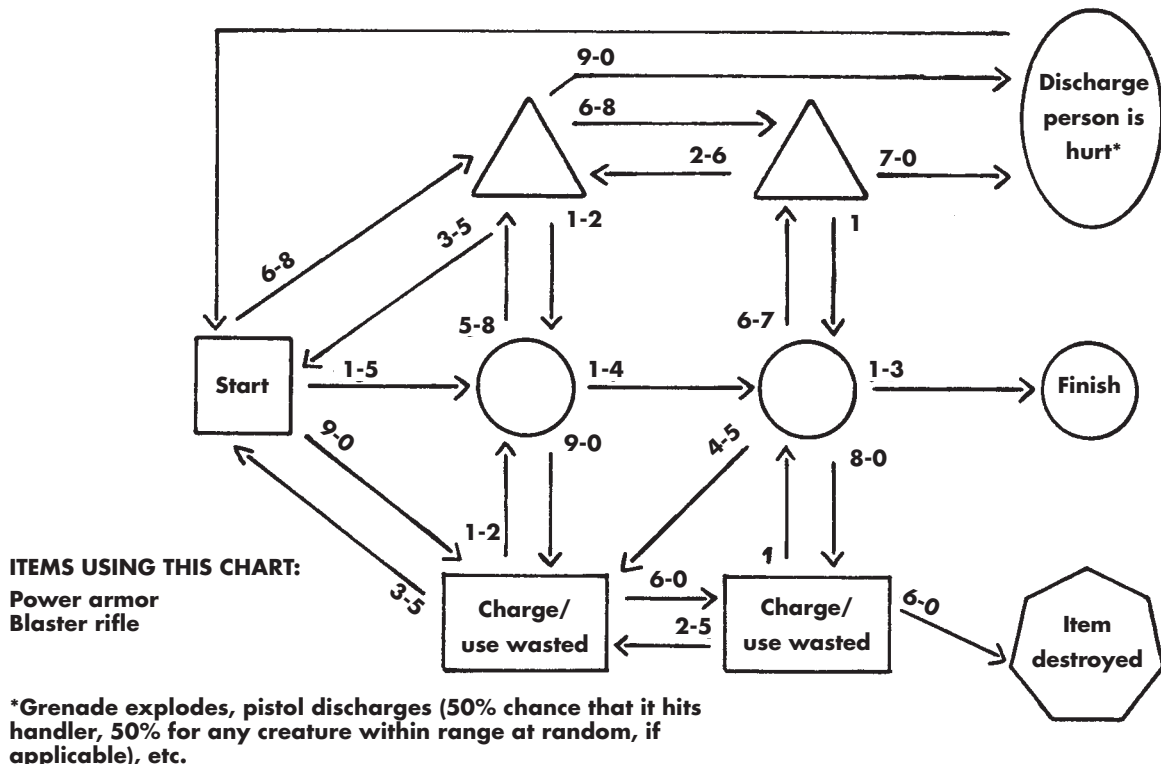 9-0
Discharge
person is
hurt*
6-8
2-6
7-0
3-5
1-2
1
6-8
5-8
6-7
Start
1-5
1-4
1-3
Finish
9-0
9-0
4-5
8-0
1-2
1
ITEMS USING THIS CHART:
Power armor
Blaster rifle
3-5
Charge/
use wasted
6-0
2-5
Charge/
use wasted
6-0
Item
destroyed
*Grenade explodes, pistol discharges (50% chance that it hits
handler, 50% for any creature within range at random, if
applicable), etc.